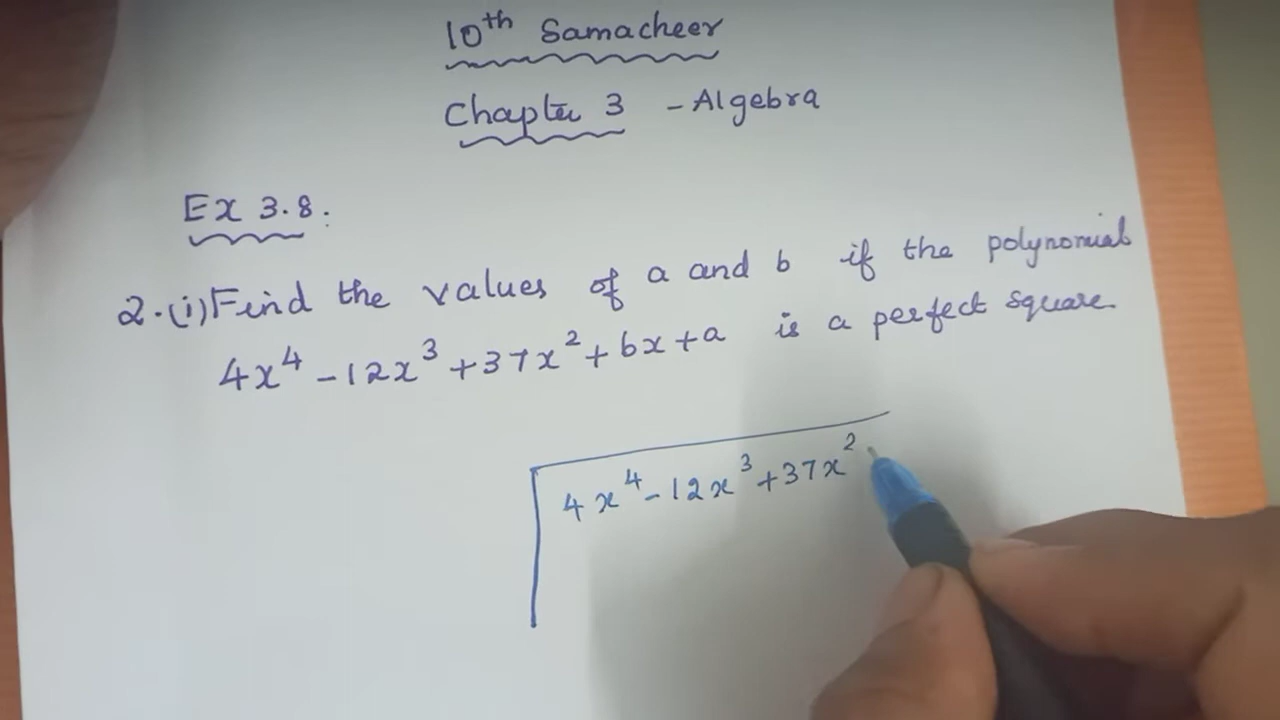 10th Samacheer
Chapter 3 - Algebra
Ex 3.8.
2.(i) Find the values of a and b if the polynomial
4x⁴ - 12x³ + 37x² + bx + a is a perfect square.
4x⁴ - 12x³ + 37x²